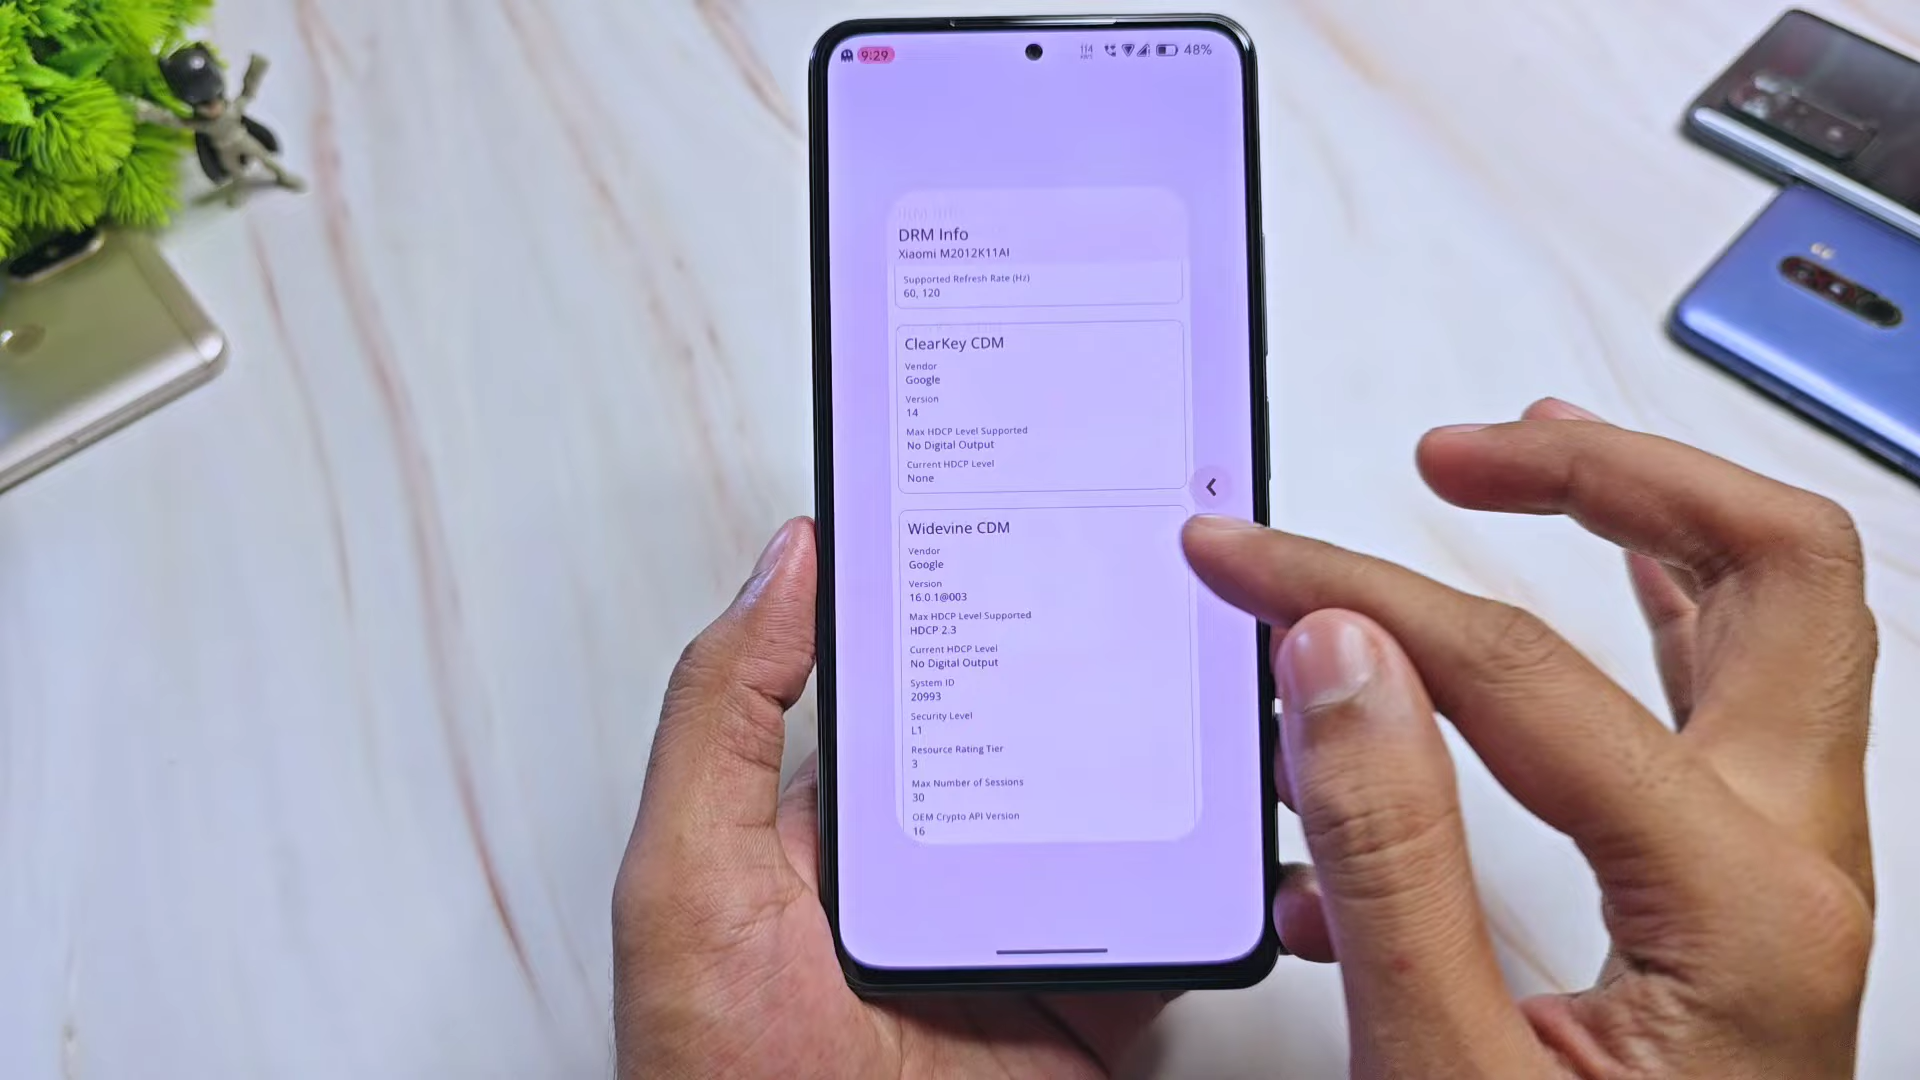 9:29
114
48%
DRM Info
Xiaomi M2012K11AI
Supported Refresh Rate (Hz)
60, 120
ClearKey CDM
Vendor
Google
Version
14
Max HDCP Level Supported
No Digital Output
Current HDCP Level
None
Widevine CDM
Vendor
Google
Version
16.0.1@003
Max HDCP Level Supported
HDCP 2.3
Current HDCP Level
No Digital Output
System ID
20993
Security Level
L1
Resource Rating Tier
3
Max Number of Sessions
30
OEM Crypto API Version
16